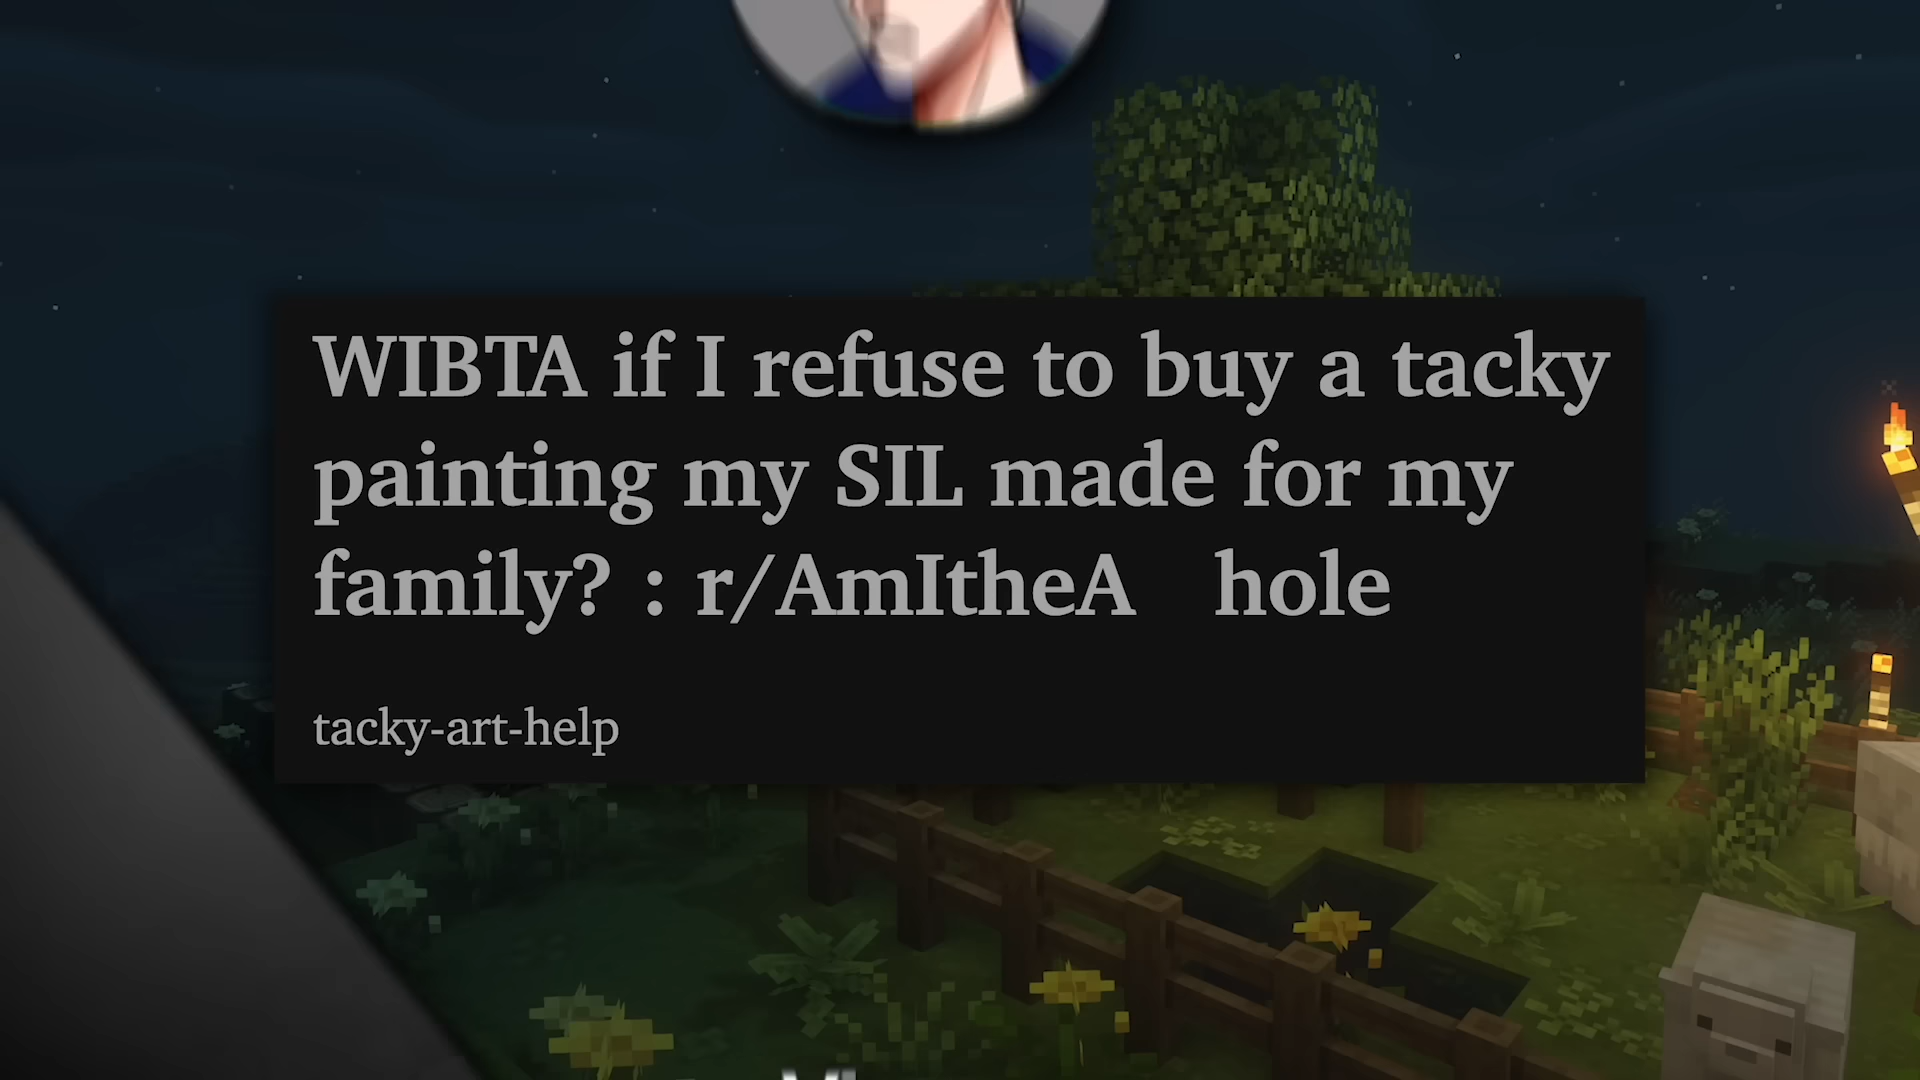 WIBTA if I refuse to buy a tacky
painting my SIL made for my
family? : r/AmItheA hole
tacky-art-help